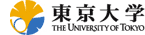 東京大学
THE UNIVERSITY OF TOKYO